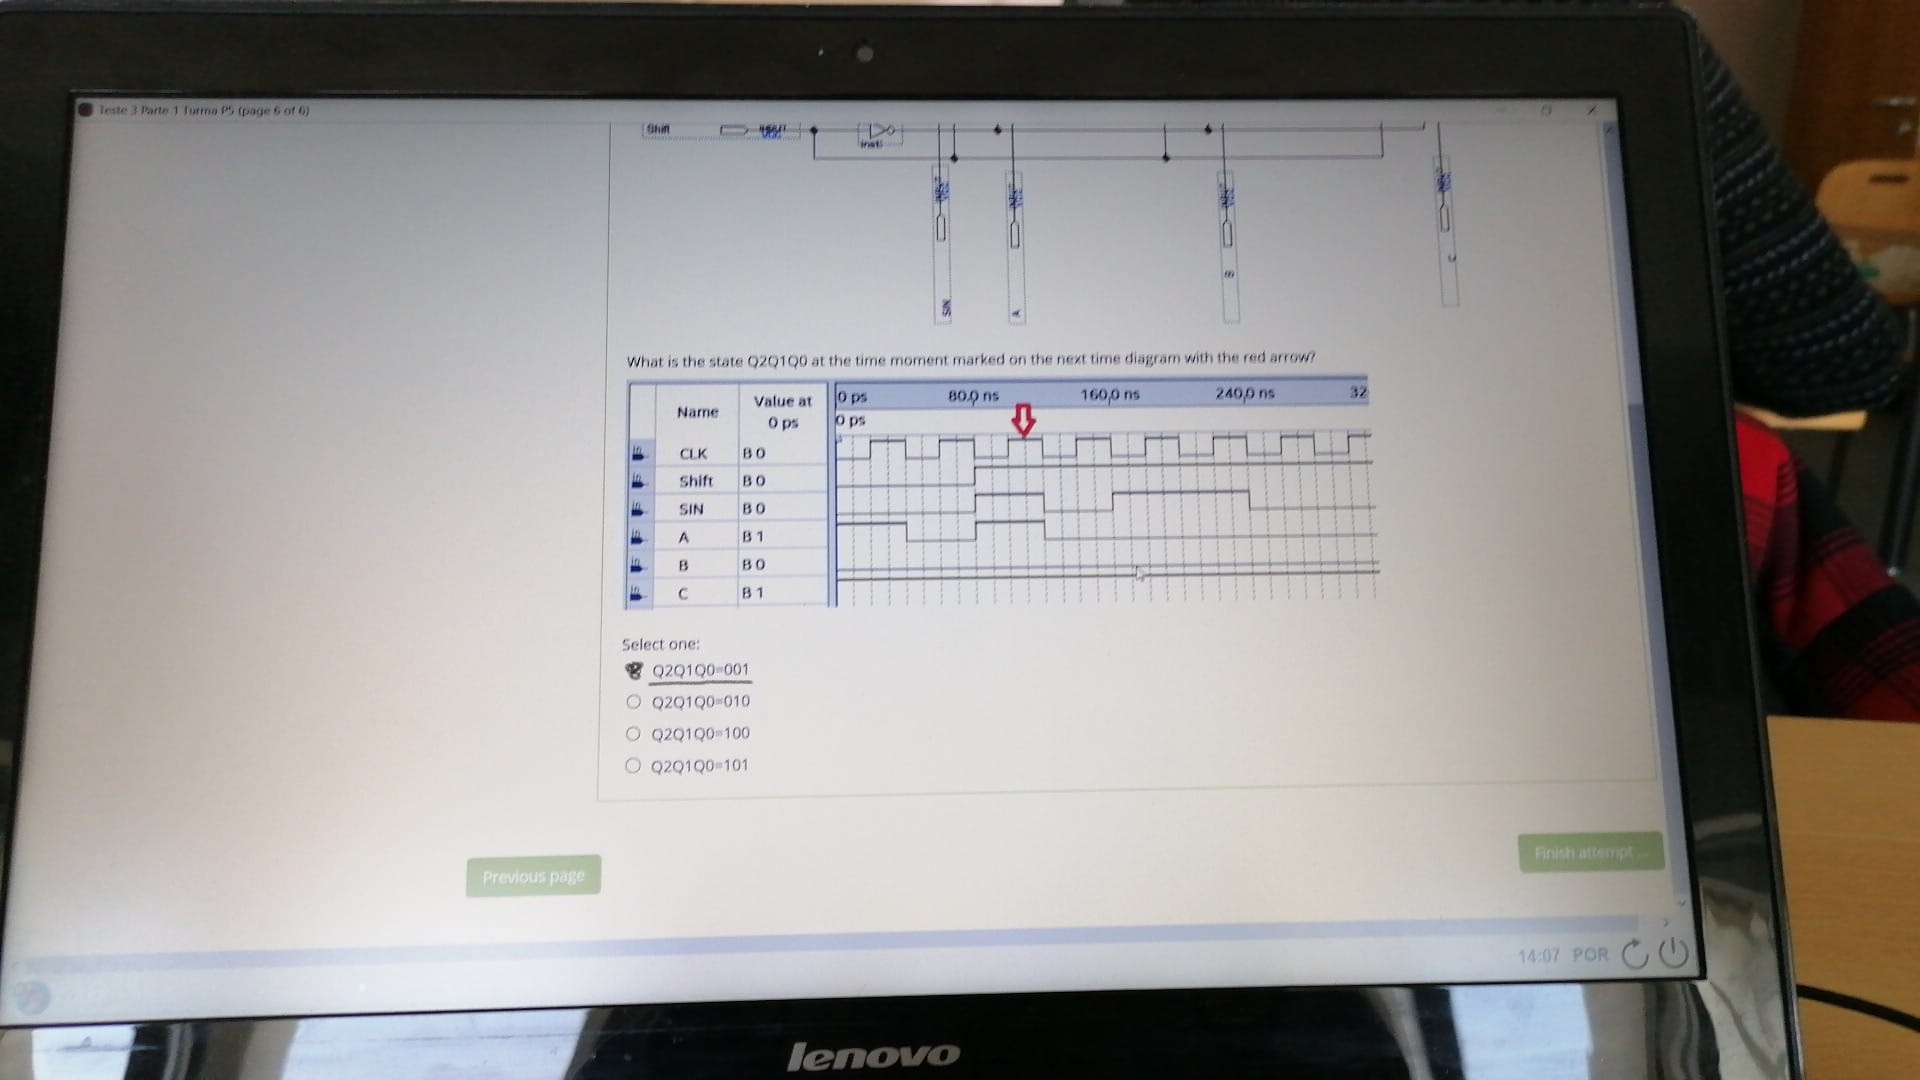 Teste 3 Parte 1 Turma P5 (page 6 of 6)
Shift
SIN
A
B
C
What is the state Q2Q1Q0 at the time moment marked on the next time diagram with the red arrow?
Name
Value at
0 ps
0 ps 80,0 ns 160,0 ns 240,0 ns 32
0 ps
CLK B 0
Shift B 0
SIN B 0
A B 1
B B 0
C B 1
Select one:
Q2Q1Q0=001
Q2Q1Q0=010
Q2Q1Q0=100
Q2Q1Q0=101
Previous page
Finish attempt ...
14:07 POR
lenovo